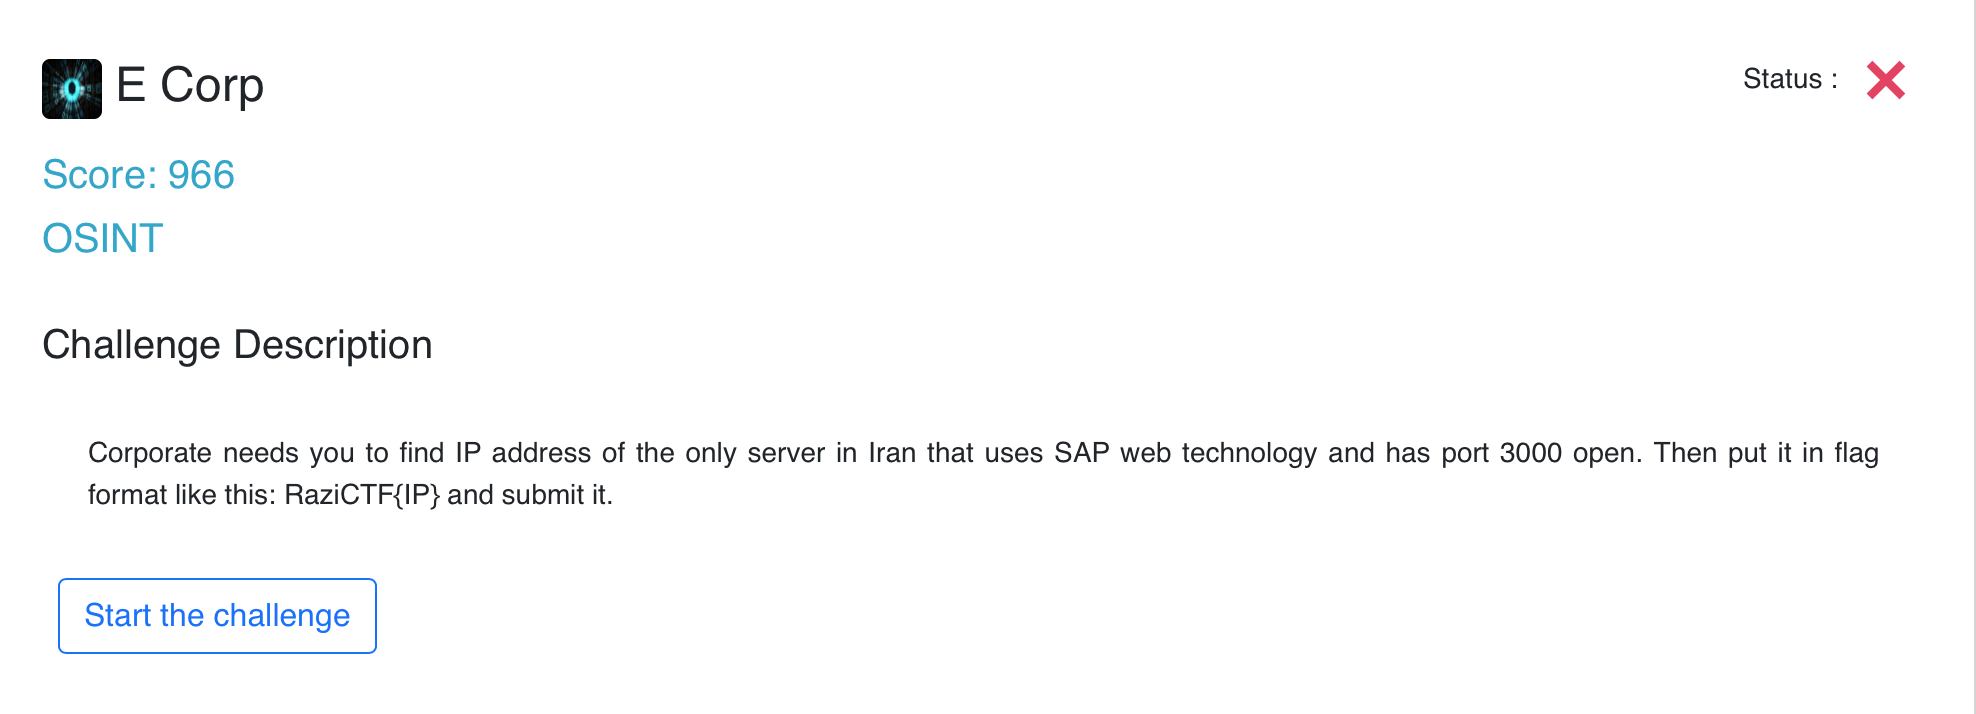 E Corp
Status :
Score: 966
OSINT
Challenge Description
Corporate needs you to find IP address of the only server in Iran that uses SAP web technology and has port 3000 open. Then put it in flag
format like this: RaziCTF{IP} and submit it.
Start the challenge